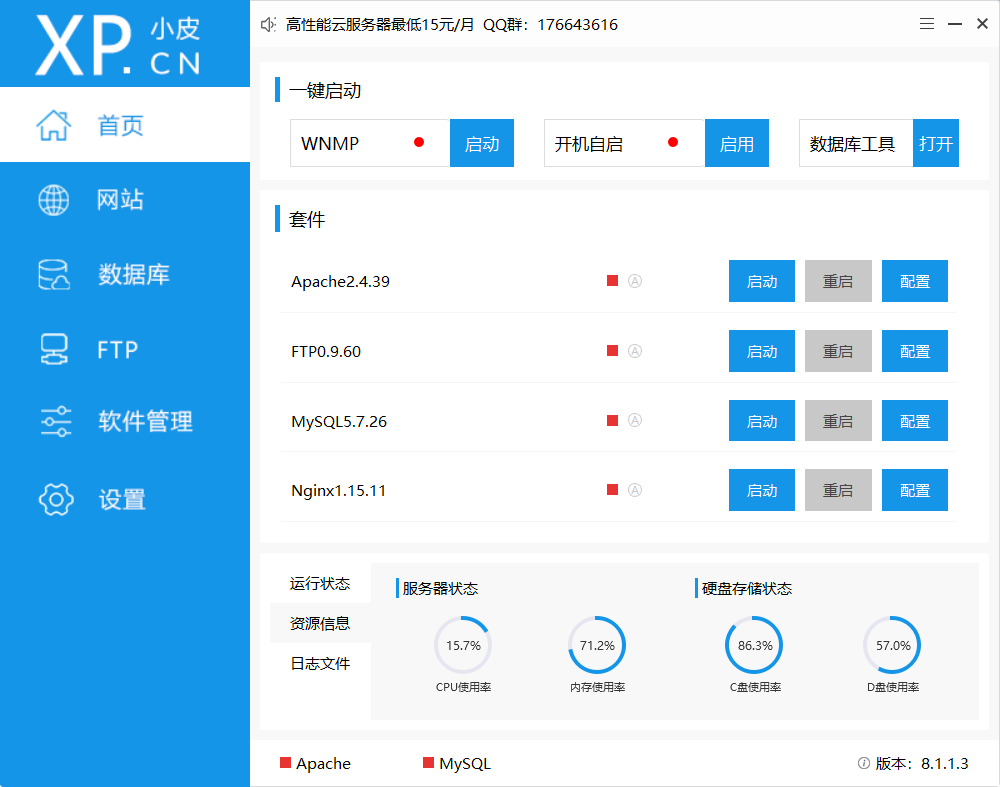 XP.小皮CN
高性能云服务器最低15元/月 QQ群：176643616
首页
网站
数据库
FTP
软件管理
设置
一键启动
WNMP 启动 开机自启 启用 数据库工具 打开
套件
Apache2.4.39 A 启动 重启 配置
FTP0.9.60 A 启动 重启 配置
MySQL5.7.26 A 启动 重启 配置
Nginx1.15.11 A 启动 重启 配置
运行状态
资源信息
日志文件
服务器状态 硬盘存储状态
15.7% 71.2% 86.3% 57.0%
CPU使用率 内存使用率 C盘使用率 D盘使用率
Apache MySQL 版本：8.1.1.3